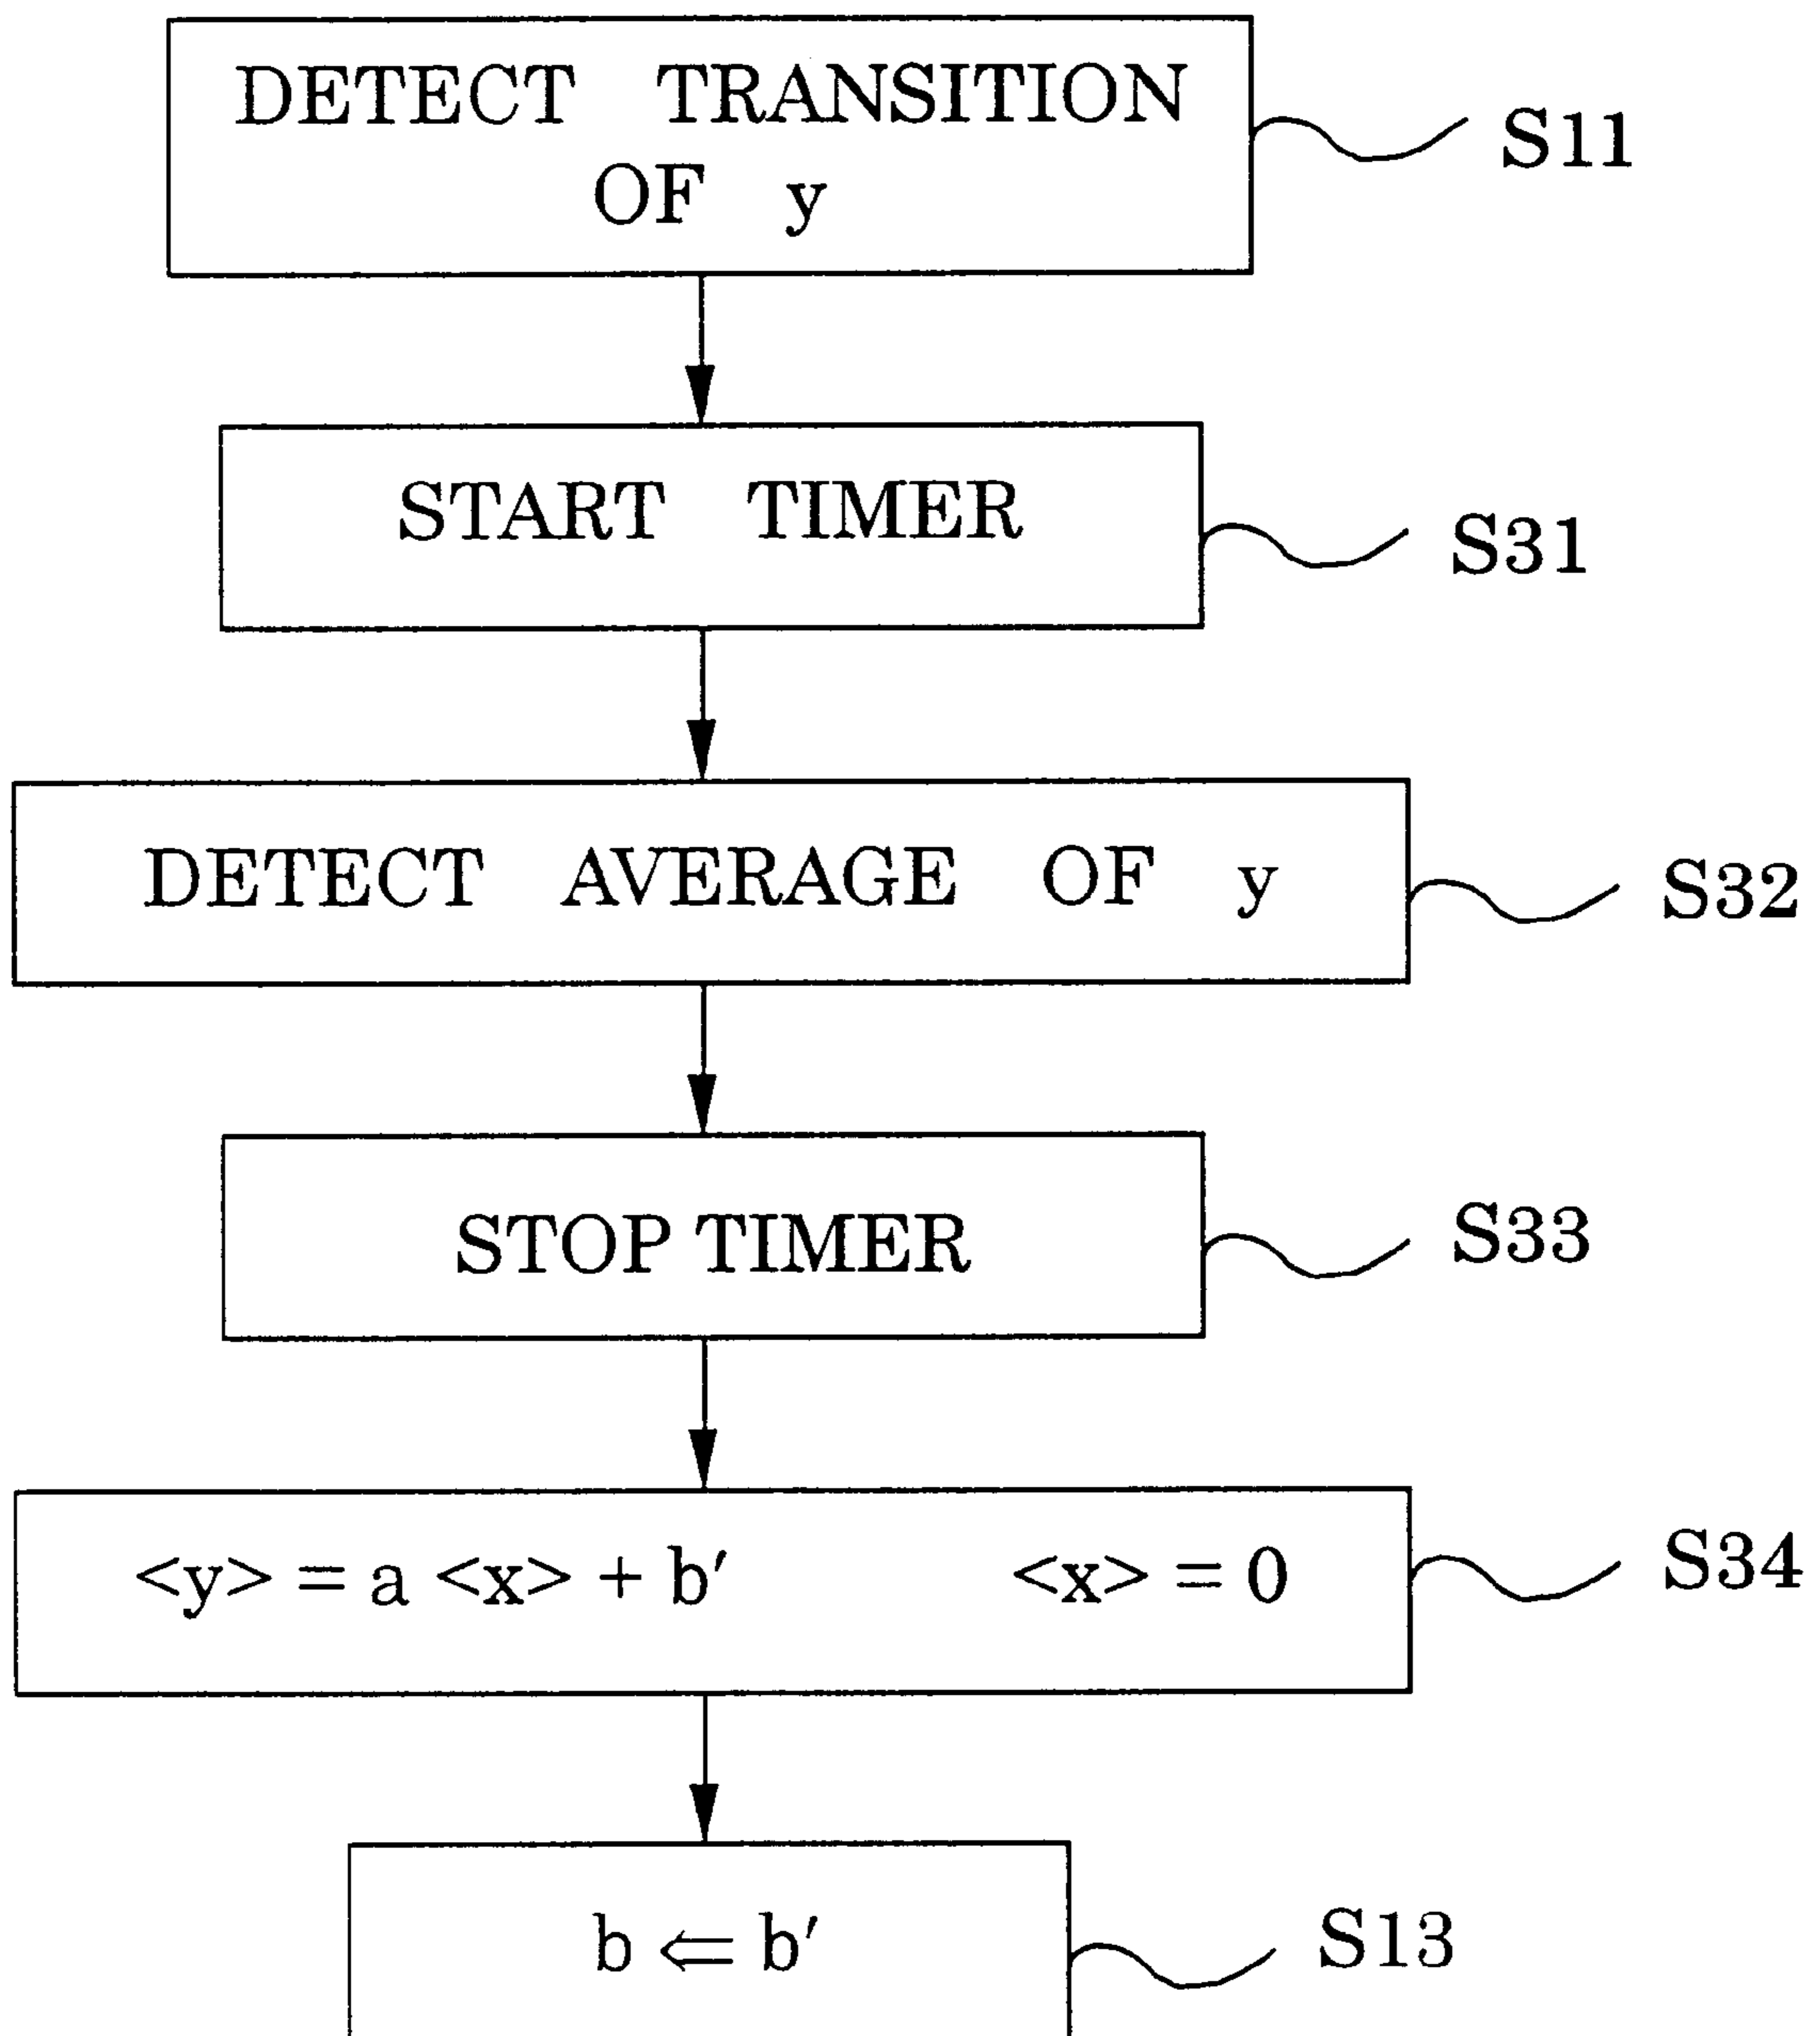 DETECT TRANSITION
OF y
S11
START TIMER
S31
DETECT AVERAGE OF y
S32
STOP TIMER
S33
<y> = a <x> + b′ <x> = 0
S34
b ⇐ b′
S13